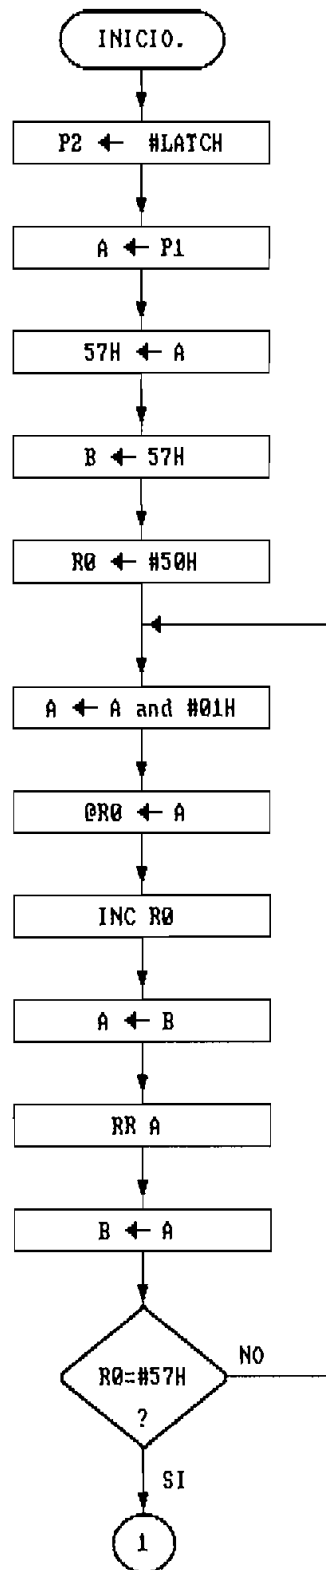 INICIO.
P2 ← #LATCH
A ← P1
57H ← A
B ← 57H
R0 ← #50H
A ← A and #01H
@R0 ← A
INC R0
A ← B
RR A
B ← A
R0=#57H
?
NO
SI
1